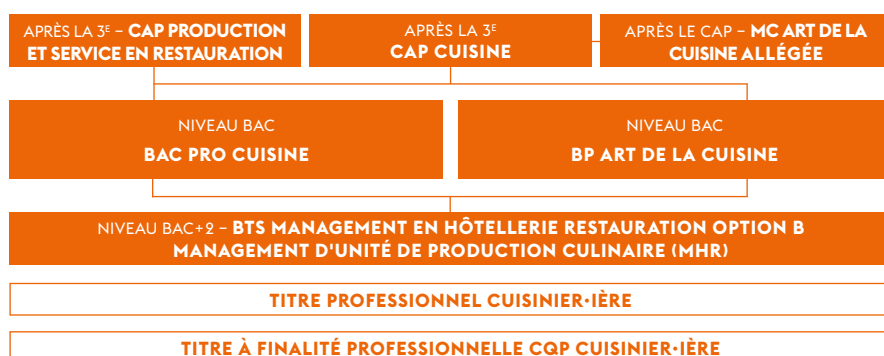 APRÈS LA 3ᴱ – CAP PRODUCTION
ET SERVICE EN RESTAURATION
APRÈS LA 3ᴱ
CAP CUISINE
APRÈS LE CAP – MC ART DE LA
CUISINE ALLÉGÉE
NIVEAU BAC
BAC PRO CUISINE
NIVEAU BAC
BP ART DE LA CUISINE
NIVEAU BAC+2 – BTS MANAGEMENT EN HÔTELLERIE RESTAURATION OPTION B
MANAGEMENT D'UNITÉ DE PRODUCTION CULINAIRE (MHR)
TITRE PROFESSIONNEL CUISINIER·IÈRE
TITRE À FINALITÉ PROFESSIONNELLE CQP CUISINIER·IÈRE